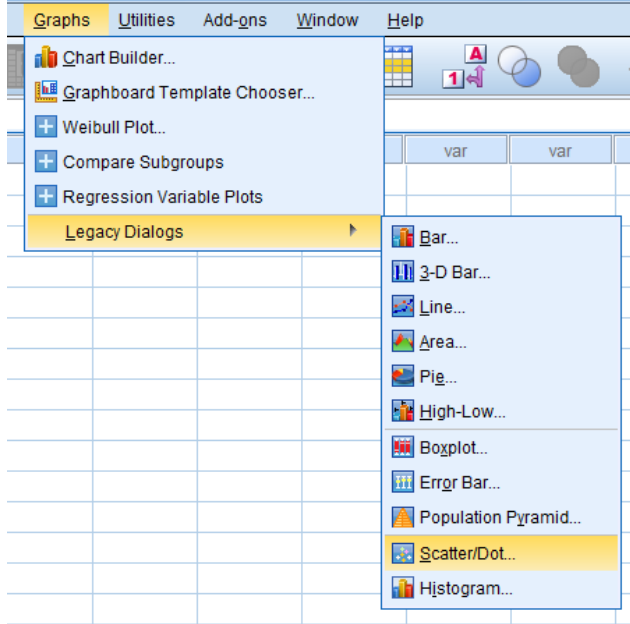 Graphs Utilities Add-ons Window Help
Chart Builder...
A
1
Graphboard Template Chooser...
Weibull Plot...
Compare Subgroups
var var
Regression Variable Plots
Legacy Dialogs
Bar...
3-D Bar...
Line...
Area...
Pie...
High-Low...
Boxplot...
Error Bar...
Population Pyramid...
Scatter/Dot...
Histogram...